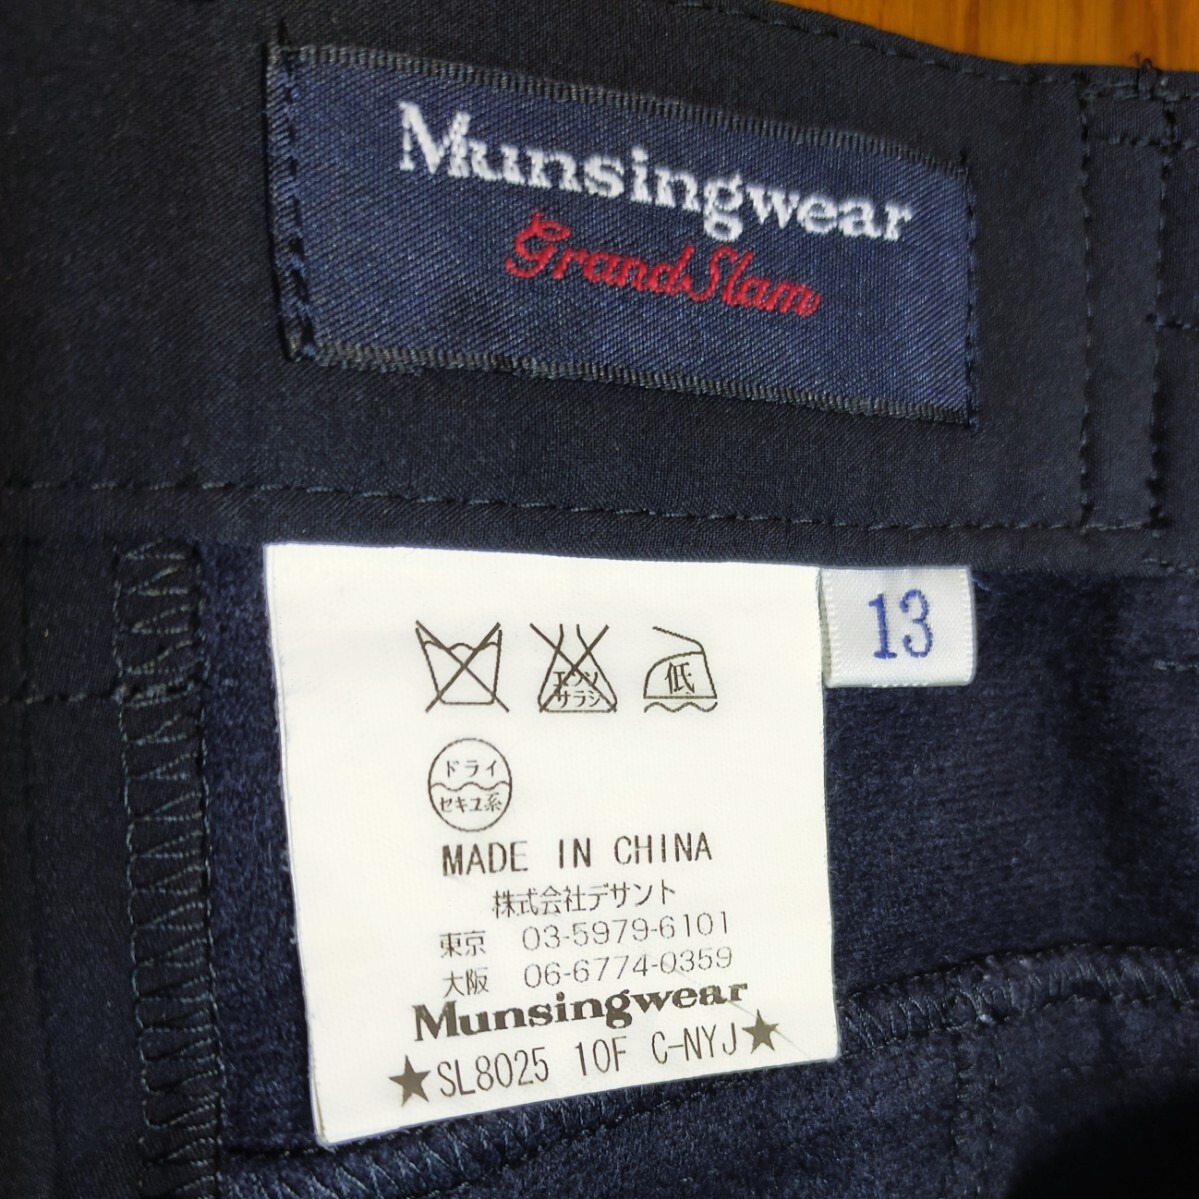 Munsingwear
Grand Slam
13
エンソ
サラシ
低
ドライ
セキユ系
MADE IN CHINA
株式会社デサント
東京 03-5979-6101
大阪 06-6774-0359
Munsingwear
★SL8025 10F C-NYJ★